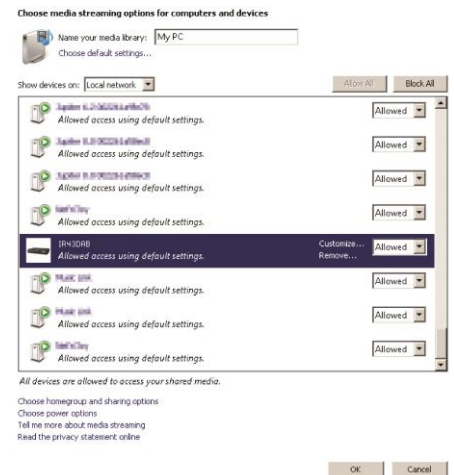 Choose media streaming options for computers and devices
Name your media library: My PC
Choose default settings...
Show devices on: Local network Allow All Block All
Allowed
Allowed access using default settings.
Allowed
Allowed access using default settings.
Allowed
Allowed access using default settings.
Allowed
Allowed access using default settings.
IR43DAB Customize... Allowed
Allowed access using default settings. Remove...
Allowed
Allowed access using default settings.
Allowed
Allowed access using default settings.
Allowed
Allowed access using default settings.
All devices are allowed to access your shared media.
Choose homegroup and sharing options
Choose power options
Tell me more about media streaming
Read the privacy statement online
OK Cancel